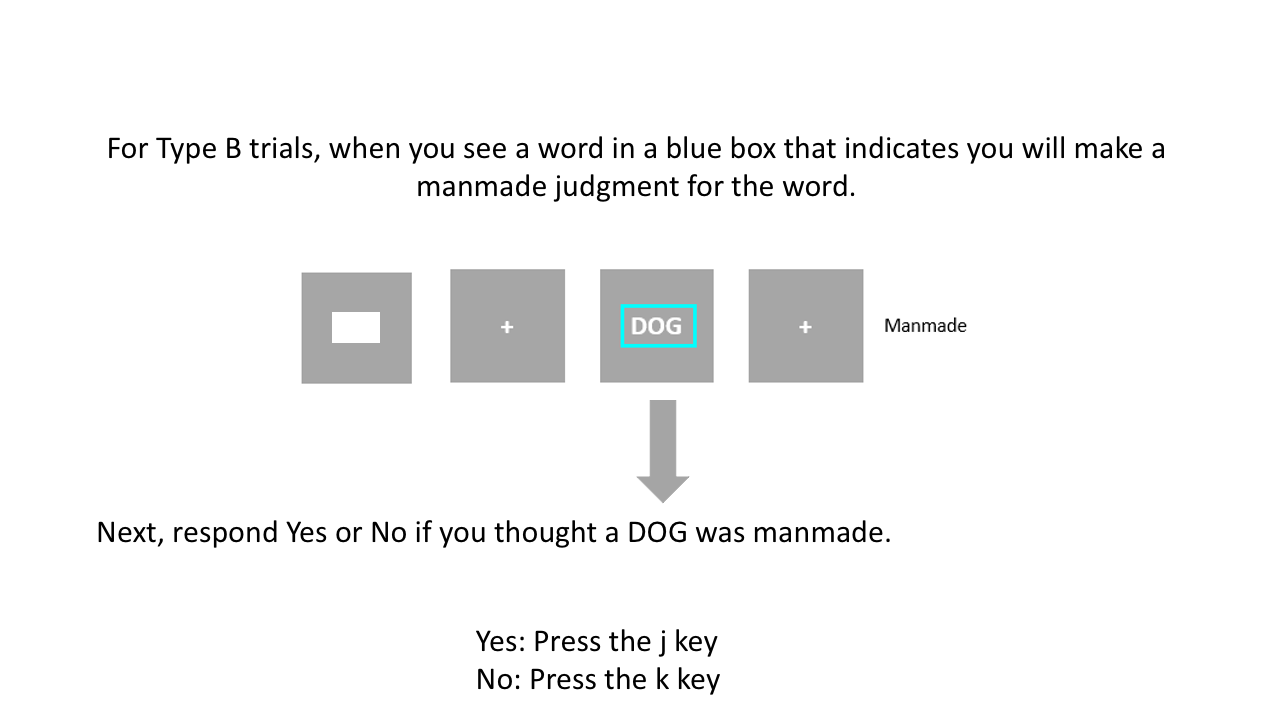 For Type B trials, when you see a word in a blue box that indicates you will make a
manmade judgment for the word.
+ DOG + Manmade
Next, respond Yes or No if you thought a DOG was manmade.
Yes: Press the j key
No: Press the k key